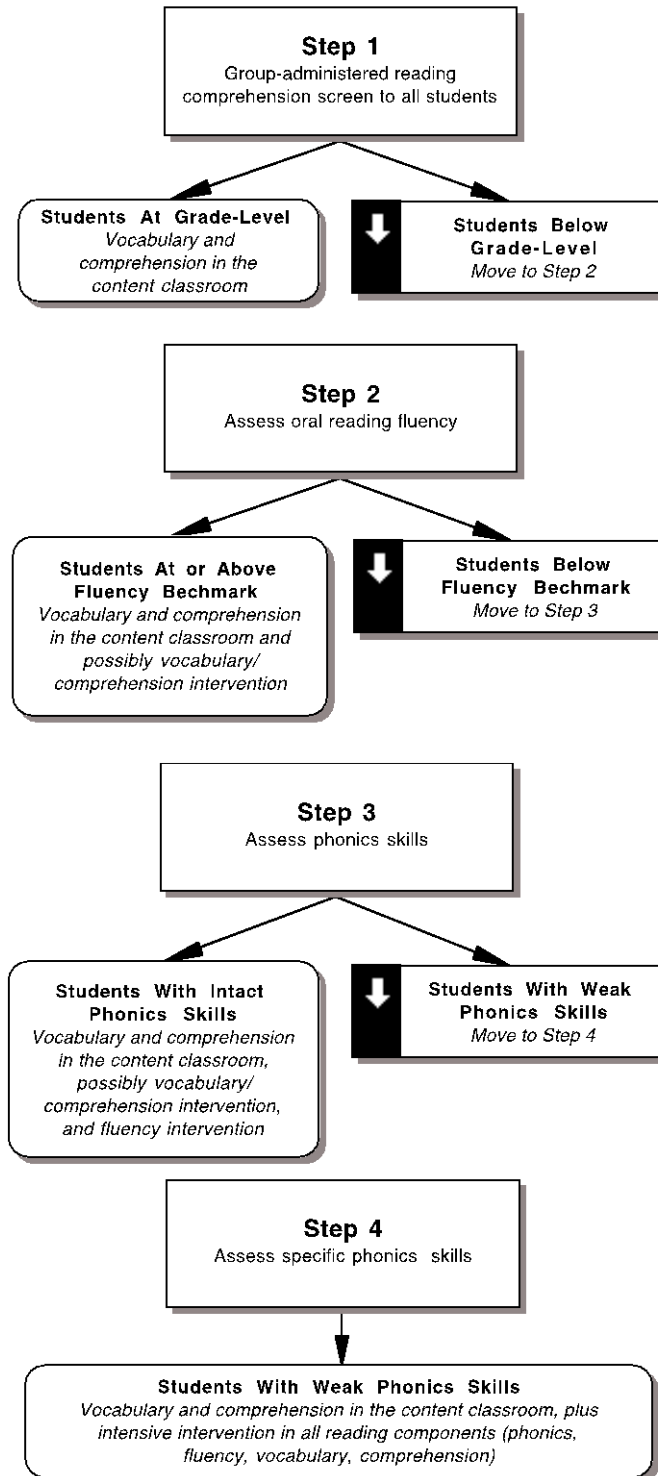 Step 1
Group-administered reading
comprehension screen to all students
Students At Grade-Level
Vocabulary and
comprehension in the
content classroom
Students Below
Grade-Level
Move to Step 2
Step 2
Assess oral reading fluency
Students At or Above
Fluency Bechmark
Vocabulary and comprehension
in the content classroom and
possibly vocabulary/
comprehension intervention
Students Below
Fluency Bechmark
Move to Step 3
Step 3
Assess phonics skills
Students With Intact
Phonics Skills
Vocabulary and comprehension
in the content classroom,
possibly vocabulary/
comprehension intervention,
and fluency intervention
Students With Weak
Phonics Skills
Move to Step 4
Step 4
Assess specific phonics skills
Students With Weak Phonics Skills
Vocabulary and comprehension in the content classroom, plus
intensive intervention in all reading components (phonics,
fluency, vocabulary, comprehension)